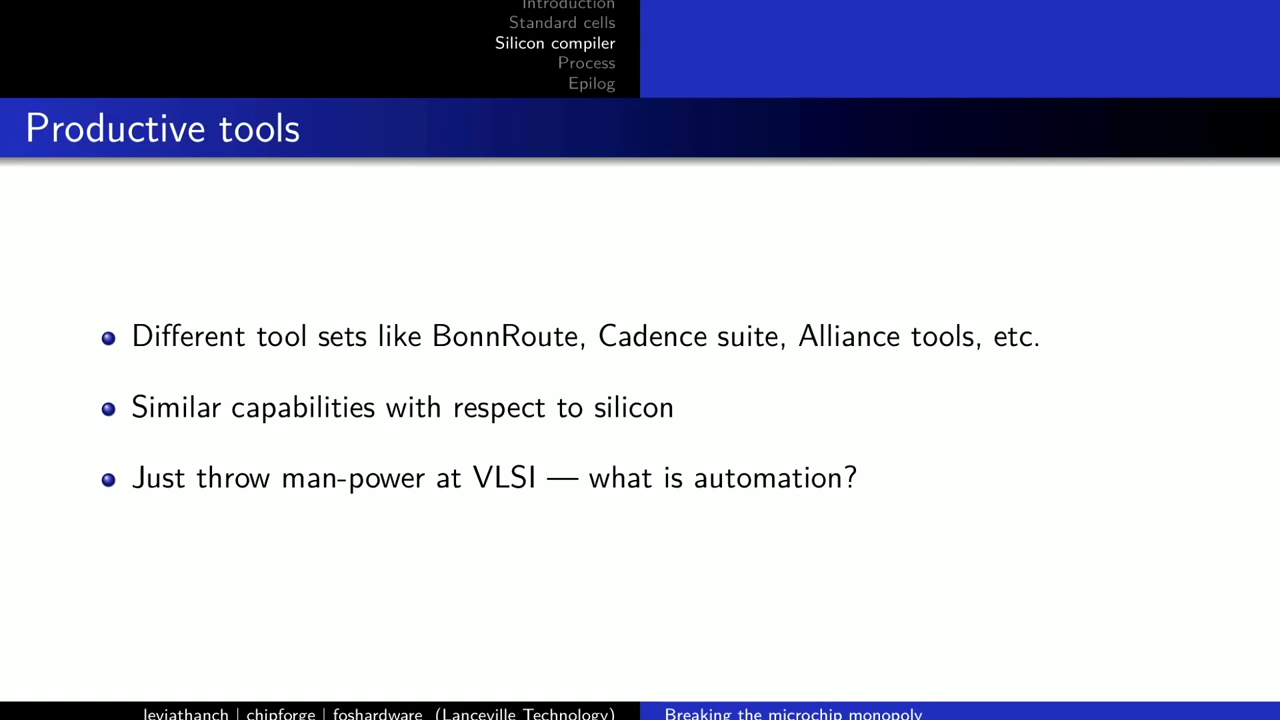 Introduction
Standard cells
Silicon compiler
Process
Epilog
Productive tools
Different tool sets like BonnRoute, Cadence suite, Alliance tools, etc.
Similar capabilities with respect to silicon
Just throw man-power at VLSI — what is automation?
leviathanch | chipforge | foshardware (Lanceville Technology)
Breaking the microchip monopoly